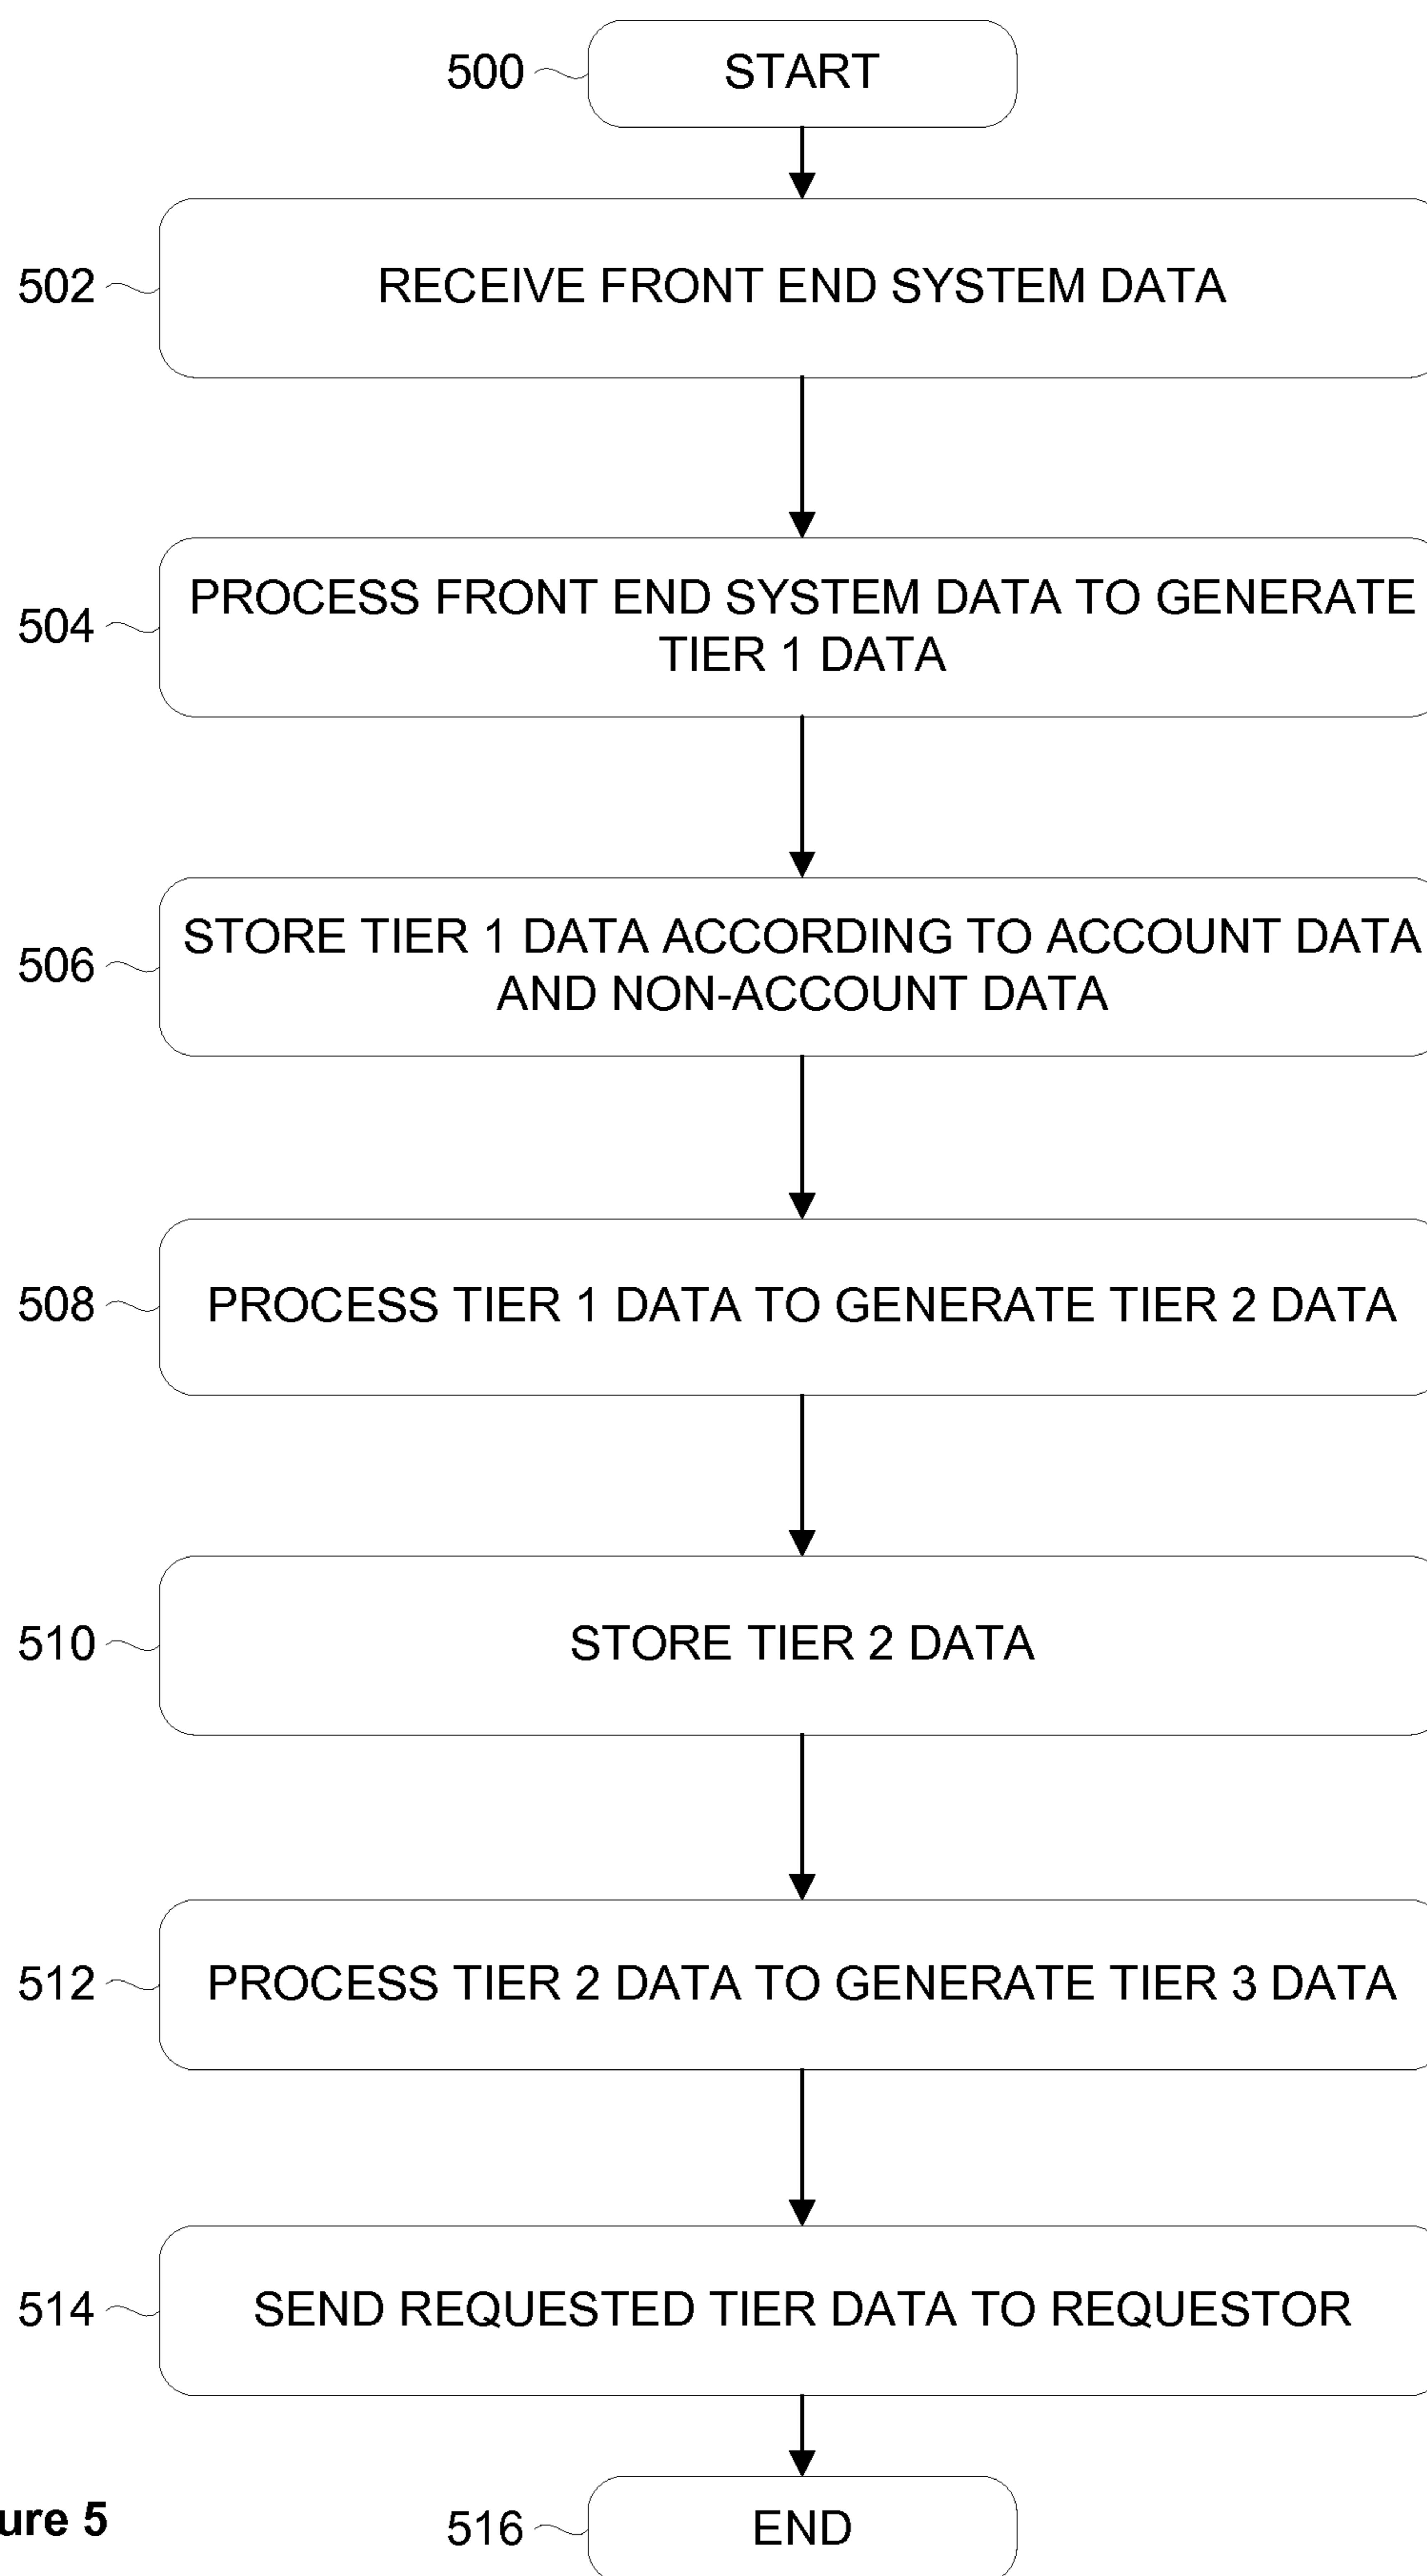 500 START
502 RECEIVE FRONT END SYSTEM DATA
504 PROCESS FRONT END SYSTEM DATA TO GENERATE
TIER 1 DATA
506 STORE TIER 1 DATA ACCORDING TO ACCOUNT DATA
AND NON-ACCOUNT DATA
508 PROCESS TIER 1 DATA TO GENERATE TIER 2 DATA
510 STORE TIER 2 DATA
512 PROCESS TIER 2 DATA TO GENERATE TIER 3 DATA
514 SEND REQUESTED TIER DATA TO REQUESTOR
516 END
ure 5